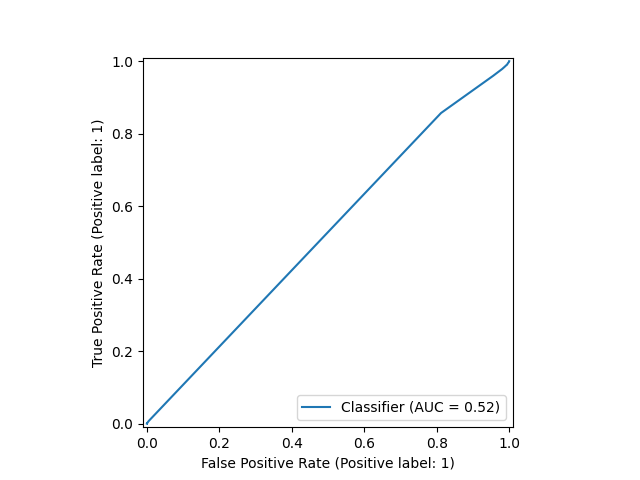 1.0
0.8
0.6
0.4
0.2
0.0
True Positive Rate (Positive label: 1)
Classifier (AUC = 0.52)
0.0 0.2 0.4 0.6 0.8 1.0
False Positive Rate (Positive label: 1)